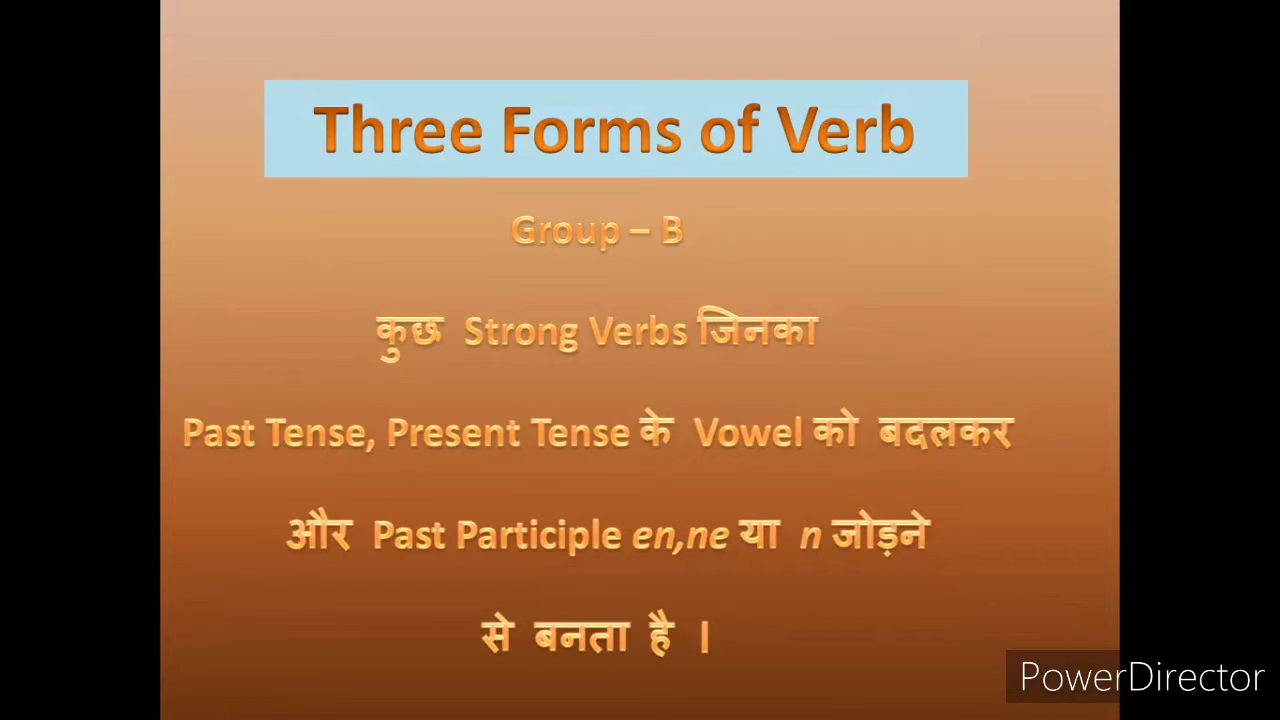 Three Forms of Verb
Group – B
कुछ Strong Verbs जिनका
Past Tense, Present Tense के Vowel को बदलकर
और Past Participle en,ne या n जोड़ने
से बनता है ।
PowerDirector